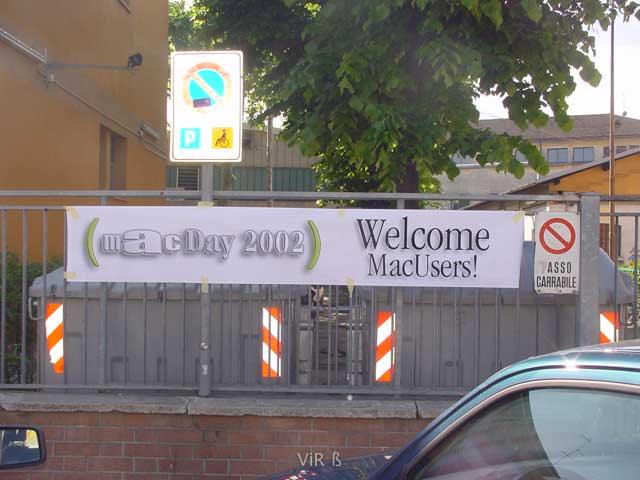 P
(macDay 2002)
Welcome
MacUsers!
ASSO
CARRABILE
ViR ß